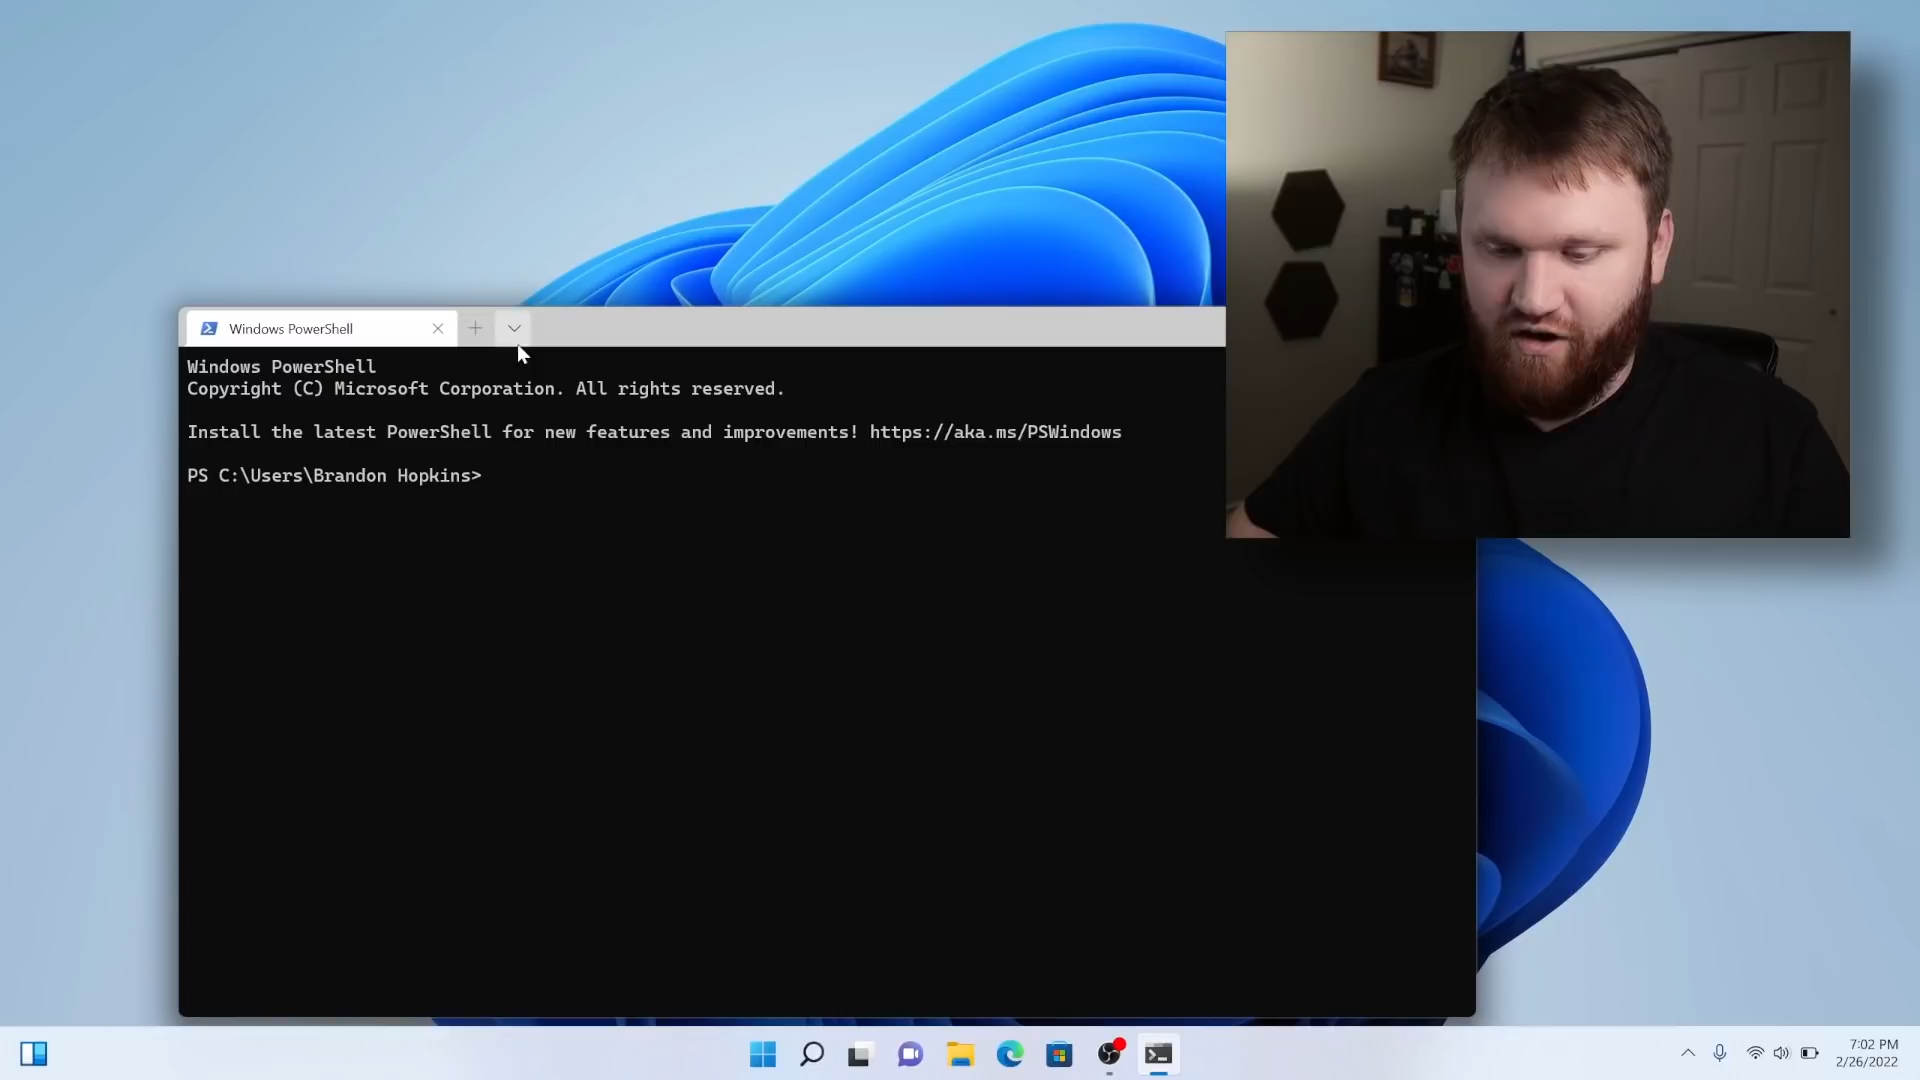 Windows PowerShell
Windows PowerShell
Copyright (C) Microsoft Corporation. All rights reserved.
Install the latest PowerShell for new features and improvements! https://aka.ms/PSWindows
PS C:\Users\Brandon Hopkins>
7:02 PM
2/26/2022